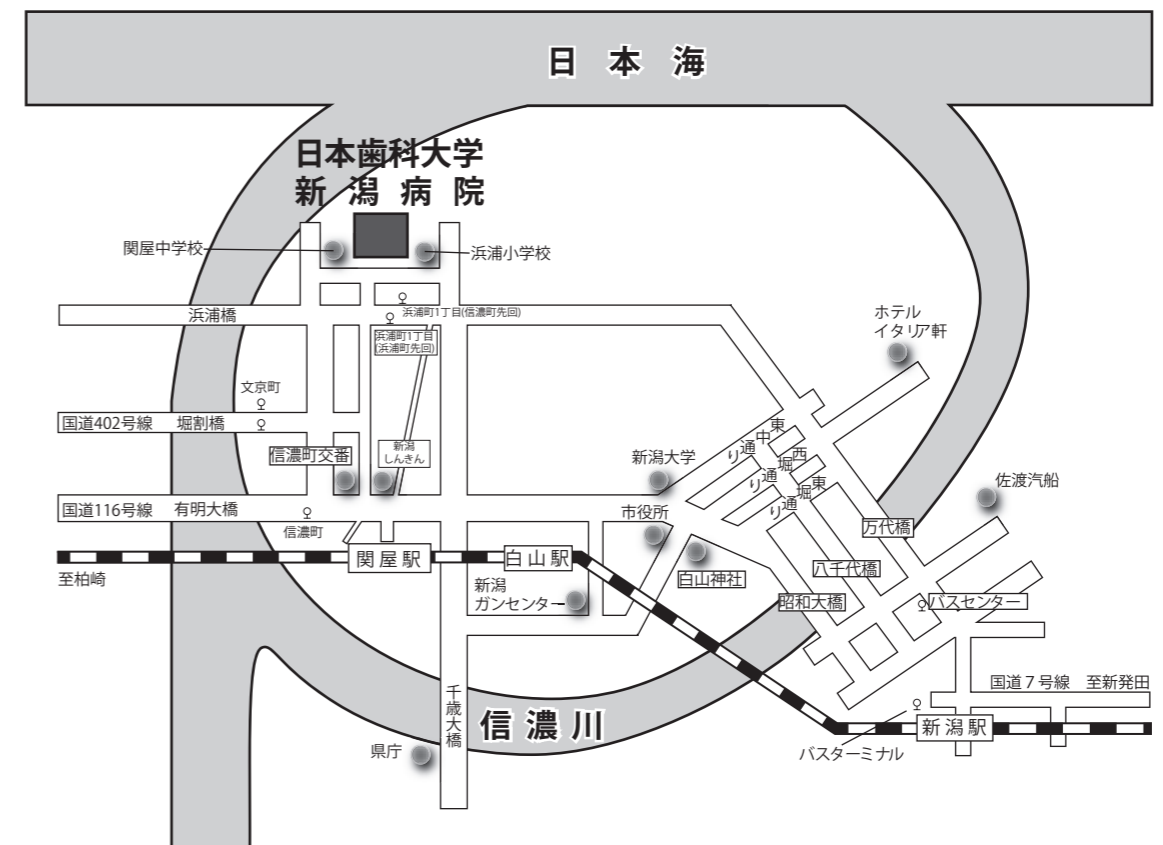 日本海
日本歯科大学
新潟病院
関屋中学校
浜浦小学校
浜浦橋
浜浦町1丁目(信濃町先回)
浜浦町1丁目
(浜浦町先回)
ホテル
イタリア軒
文京町
国道402号線 堀割橋
信濃町交番
新潟
しんきん
新潟大学
東中通り
西堀通り
東堀通り
佐渡汽船
国道116号線 有明大橋
信濃町
市役所
万代橋
関屋駅
白山駅
至柏崎
新潟
ガンセンター
白山神社
八千代橋
昭和大橋
バスセンター
千歳大橋
信濃川
国道7号線 至新発田
県庁
バスターミナル
新潟駅